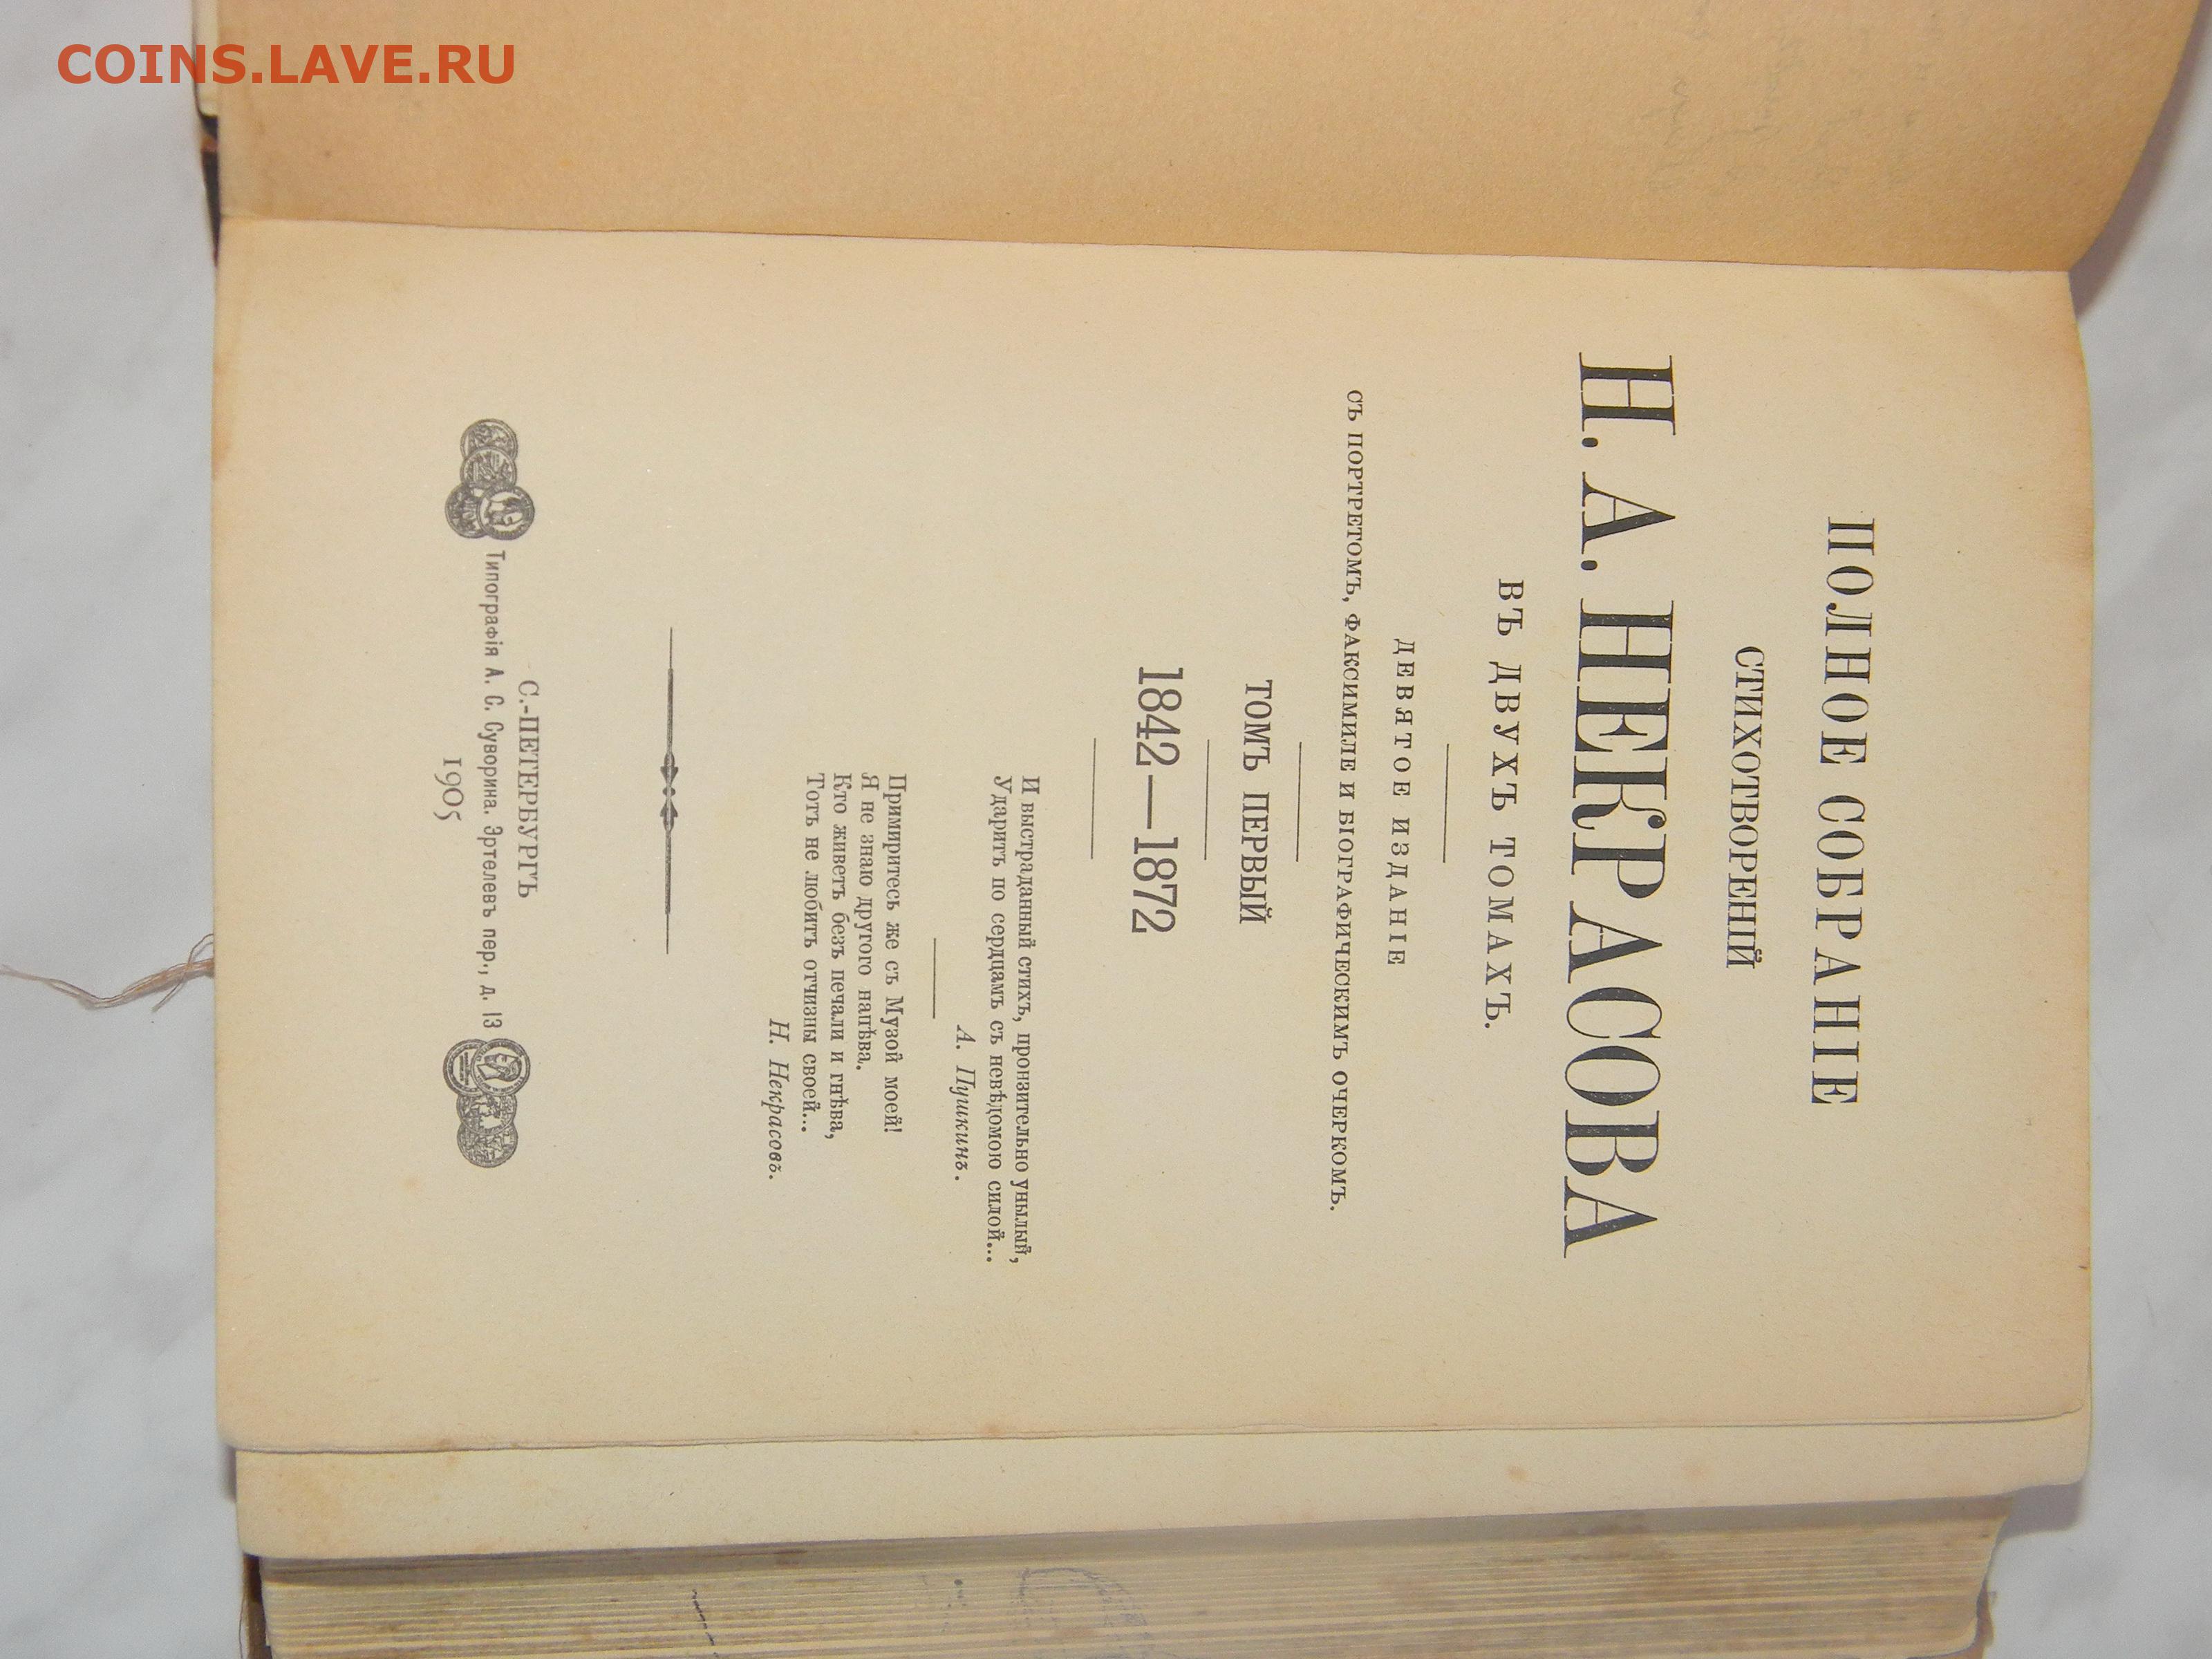 COINS.LAVE.RU
ПОЛНОЕ СОБРАНІЕ
СТИХОТВОРЕНІЙ
Н. А. НЕКРАСОВА
ВЪ ДВУХЪ ТОМАХЪ.
ДЕВЯТОЕ ИЗДАНІЕ
СЪ ПОРТРЕТОМЪ, ФАКСИМИЛЕ И БІОГРАФИЧЕСКИМЪ ОЧЕРКОМЪ.
ТОМЪ ПЕРВЫЙ
1842—1872
И выстраданный стихъ, пронзительно унылый,
Ударитъ по сердцамъ съ невѣдомою силой...
А. Пушкинъ.
Примиритесь же съ Музой моей!
Я не знаю другого напѣва.
Кто живетъ безъ печали и гнѣва,
Тотъ не любитъ отчизны своей...
Н. Некрасовъ.
С.-ПЕТЕРБУРГЪ
Типографія А. С. Суворина. Эртелевъ пер., д. 13
1905